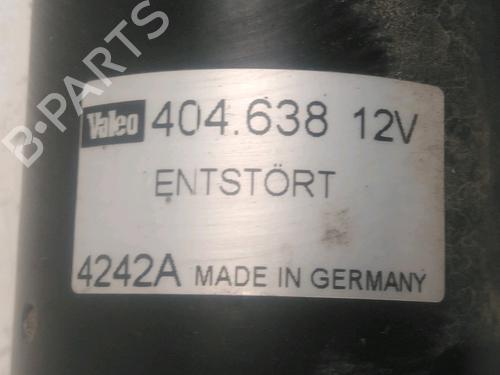 B-PARTS
Valeo 404.638 12V
ENTSTÖRT
4242A MADE IN GERMANY